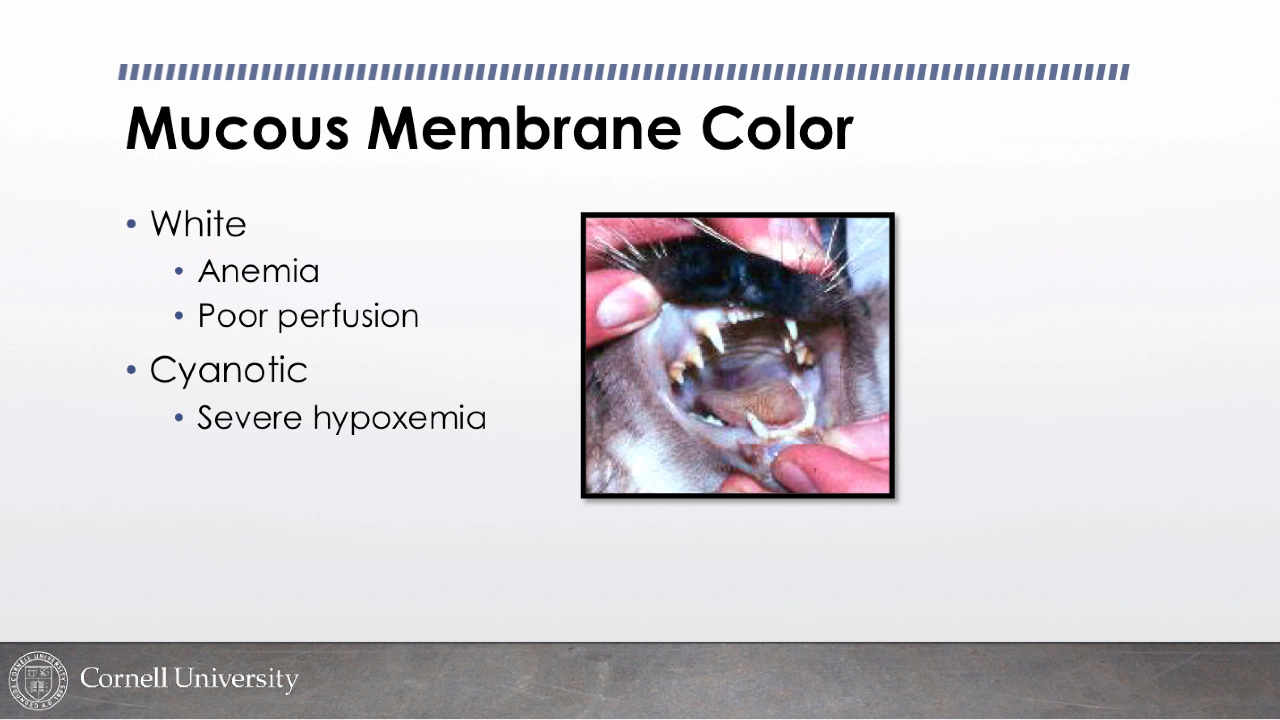 Mucous Membrane Color
• White
• Anemia
• Poor perfusion
• Cyanotic
• Severe hypoxemia
Cornell University